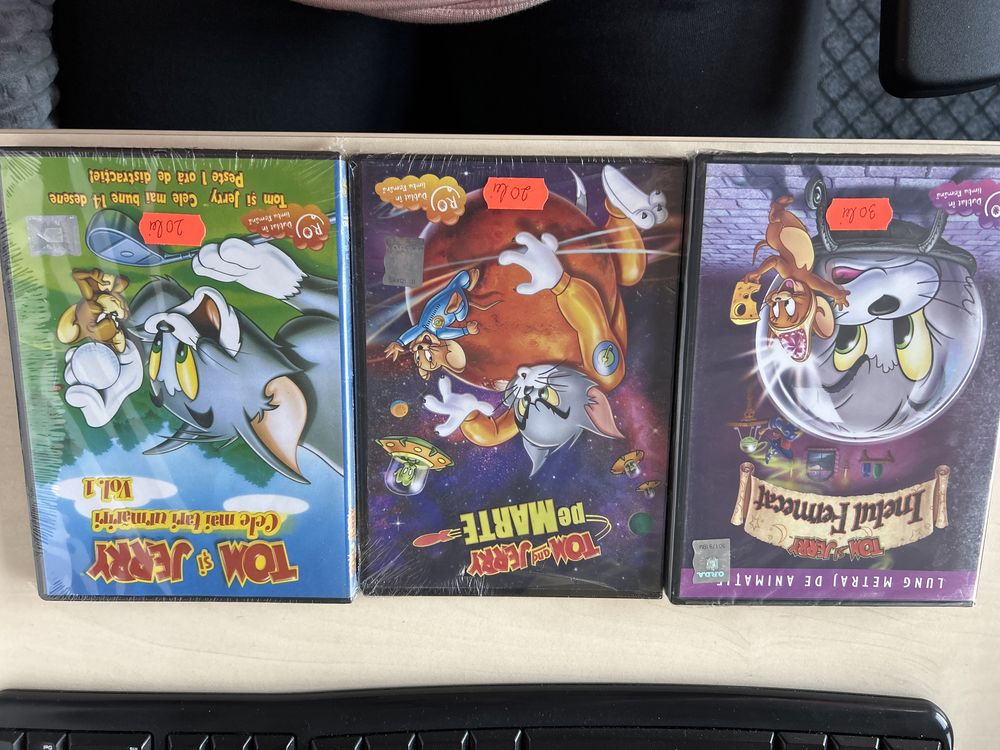 LUNG METRAJ DE ANIMAȚIE
TOM and JERRY
Inelul Fermecat
O.R.D.A.
30 lei
RO Dublat în
limba Română
TOM and JERRY
De MARTE
20 lei
RO Dublat în
limba Română
TOM și JERRY
Cele mai tari urmăriri
Vol. 1
20 lei
RO Dublat în
limba Română
Tom și Jerry™ Cele mai bune 14 desene
Peste 1 oră de distracție!